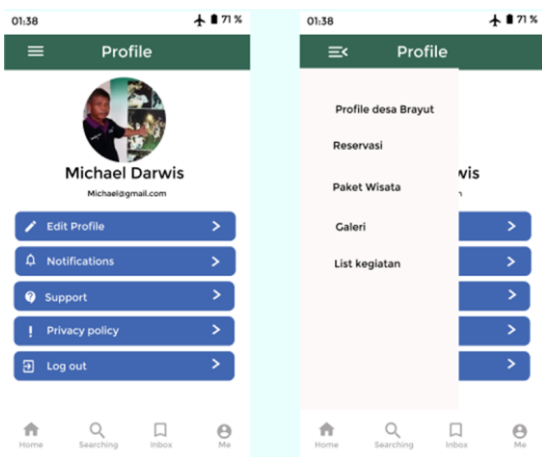 01:38
71 %
Profile
Michael Darwis
Michael@gmail.com
Edit Profile
Notifications
Support
Privacy policy
Log out
Home
Searching
Inbox
Me
01:38
71 %
Profile
Profile desa Brayut
Reservasi
Paket Wisata
Galeri
List kegiatan
wis
Home
Searching
Inbox
Me